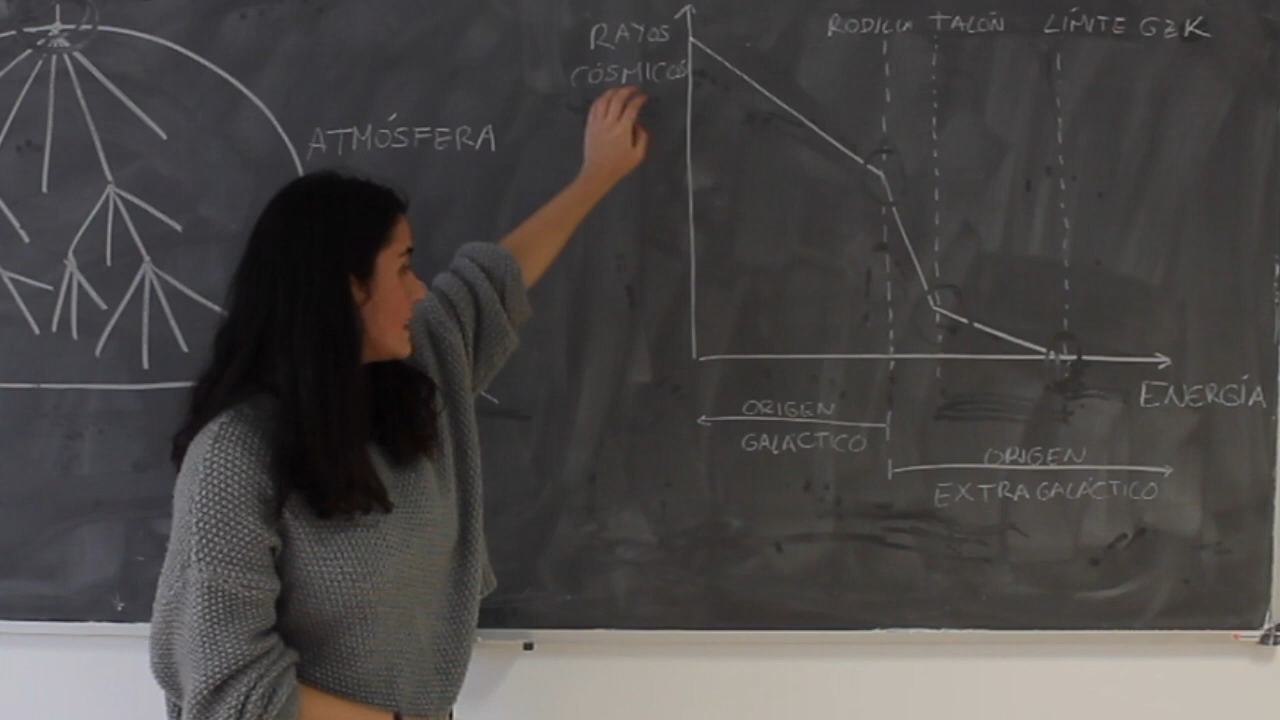 RAYOS
CÓSMICOS
RODILLA TALÓN LÍMITE GZK
ATMÓSFERA
ENERGÍA
ORIGEN
GALÁCTICO
ORIGEN
EXTRAGALÁCTICO